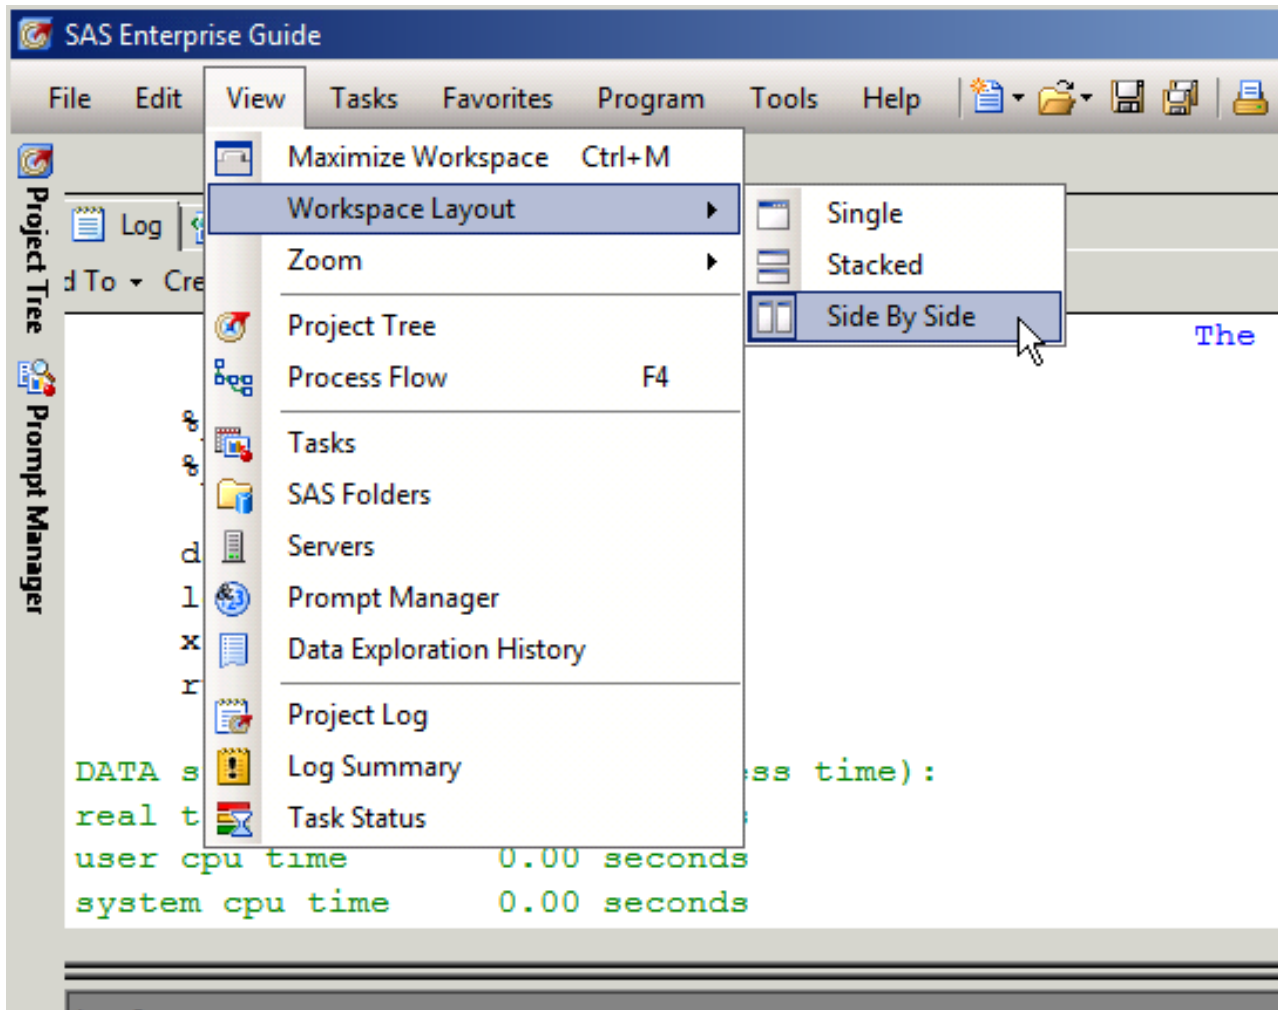 SAS Enterprise Guide
File Edit View Tasks Favorites Program Tools Help
Maximize Workspace Ctrl+M
Workspace Layout
Zoom
Project Tree
Process Flow F4
Tasks
SAS Folders
Servers
Prompt Manager
Data Exploration History
Project Log
Log Summary
Task Status
Single
Stacked
Side By Side
Project Tree
Prompt Manager
Log
d To Cre
The
%
%
d
l
x
r
DATA s ss time):
real t
user cpu time 0.00 seconds
system cpu time 0.00 seconds